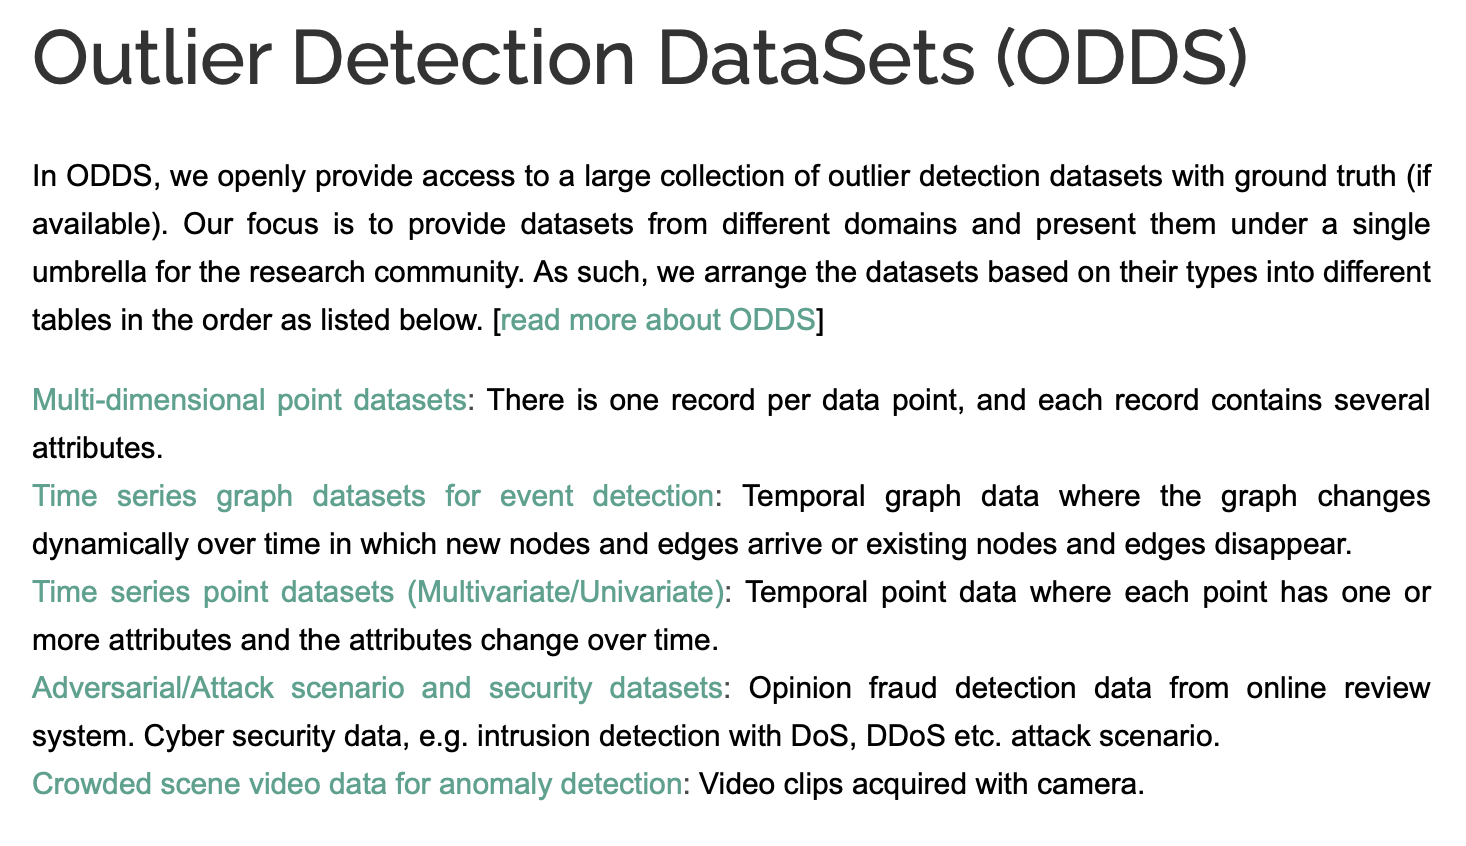 Outlier Detection DataSets (ODDS)
In ODDS, we openly provide access to a large collection of outlier detection datasets with ground truth (if
available). Our focus is to provide datasets from different domains and present them under a single
umbrella for the research community. As such, we arrange the datasets based on their types into different
tables in the order as listed below. [read more about ODDS]
Multi-dimensional point datasets: There is one record per data point, and each record contains several
attributes.
Time series graph datasets for event detection: Temporal graph data where the graph changes
dynamically over time in which new nodes and edges arrive or existing nodes and edges disappear.
Time series point datasets (Multivariate/Univariate): Temporal point data where each point has one or
more attributes and the attributes change over time.
Adversarial/Attack scenario and security datasets: Opinion fraud detection data from online review
system. Cyber security data, e.g. intrusion detection with DoS, DDoS etc. attack scenario.
Crowded scene video data for anomaly detection: Video clips acquired with camera.